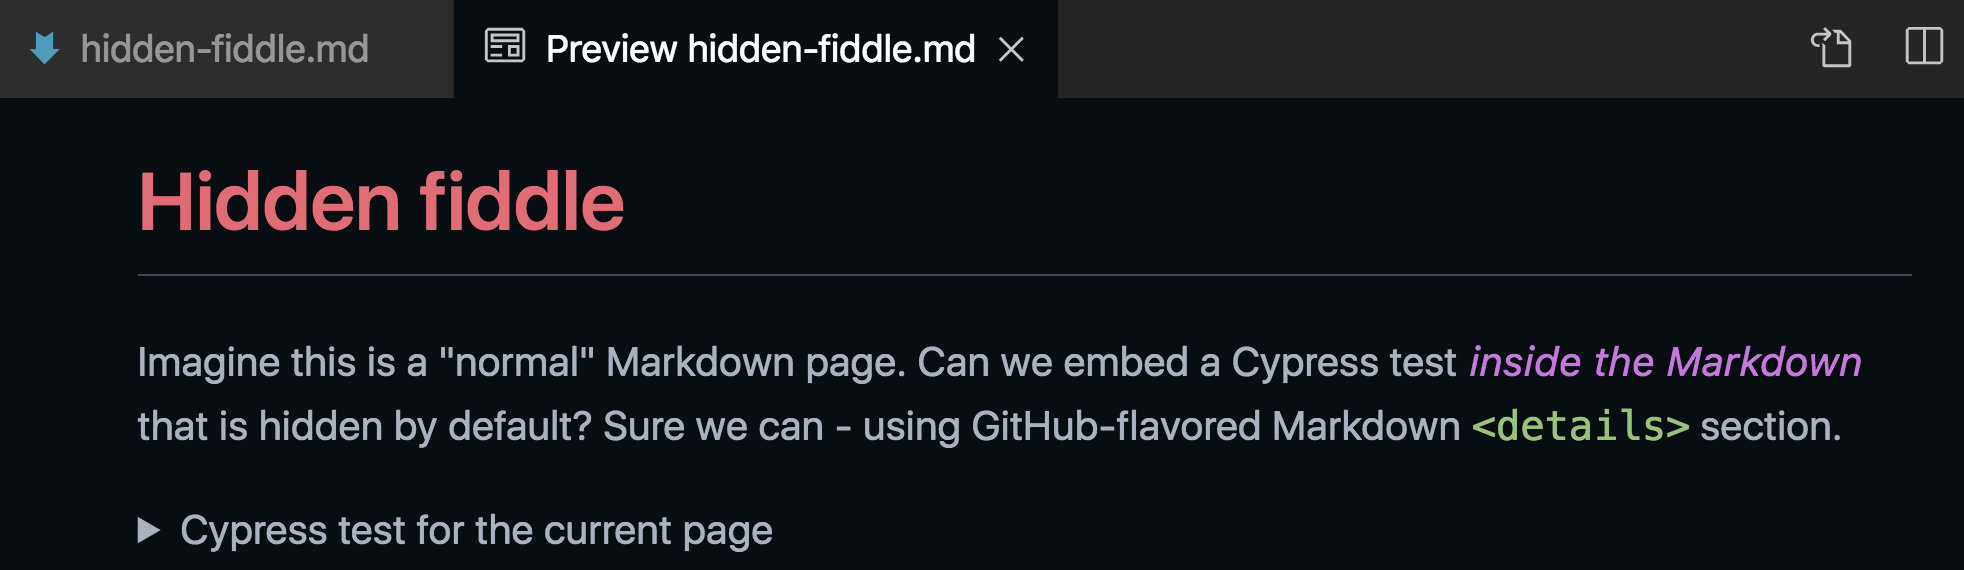 hidden-fiddle.md
Preview hidden-fiddle.md
Hidden fiddle
Imagine this is a "normal" Markdown page. Can we embed a Cypress test inside the Markdown
that is hidden by default? Sure we can - using GitHub-flavored Markdown <details> section.
Cypress test for the current page